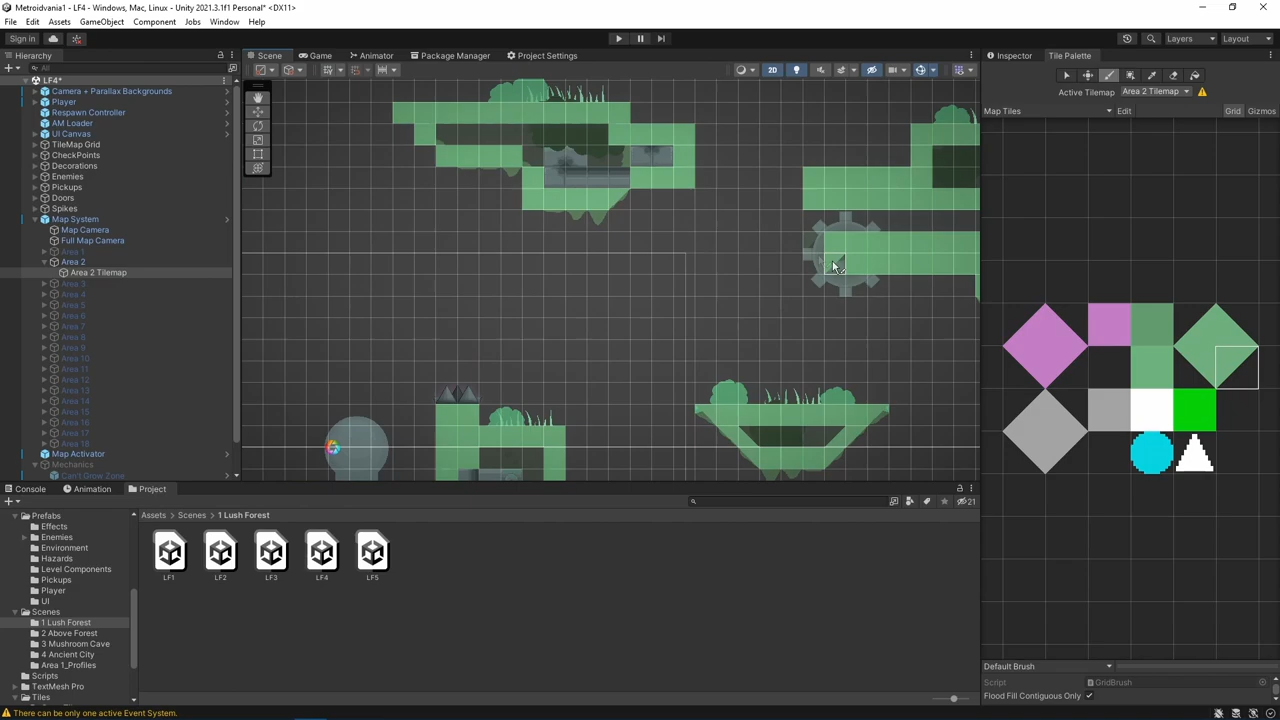 Metroidvania1 - LF4 - Windows, Mac, Linux - Unity 2021.3.1f1 Personal* <DX11>
File Edit Assets GameObject Component Jobs Window Help
Sign in
Layers
Layout
Hierarchy
Scene Game Animator Package Manager Project Settings
Inspector Tile Palette
All
2D
LF4*
Camera + Parallax Backgrounds
Player
Respawn Controller
AM Loader
UI Canvas
TileMap Grid
CheckPoints
Decorations
Enemies
Pickups
Doors
Spikes
Map System
Map Camera
Full Map Camera
Area 1
Area 2
Area 2 Tilemap
Area 3
Area 4
Area 5
Area 6
Area 7
Area 8
Area 9
Area 10
Area 11
Area 12
Area 13
Area 14
Area 15
Area 16
Area 17
Area 18
Map Activator
Mechanics
Can't Grow Zone
Active Tilemap Area 2 Tilemap
Map Tiles Edit Grid Gizmos
Default Brush
Script GridBrush
Flood Fill Contiguous Only
Console Animation Project
21
Prefabs
Effects
Enemies
Environment
Hazards
Level Components
Pickups
Player
UI
Scenes
1 Lush Forest
2 Above Forest
3 Mushroom Cave
4 Ancient City
Area 1_Profiles
Scripts
TextMesh Pro
Tiles
Assets > Scenes > 1 Lush Forest
LF1 LF2 LF3 LF4 LF5
There can be only one active Event System.